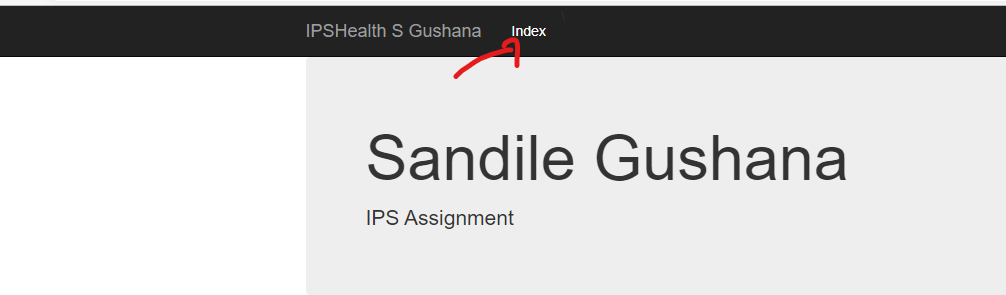 IPSHealth S Gushana Index
Sandile Gushana
IPS Assignment